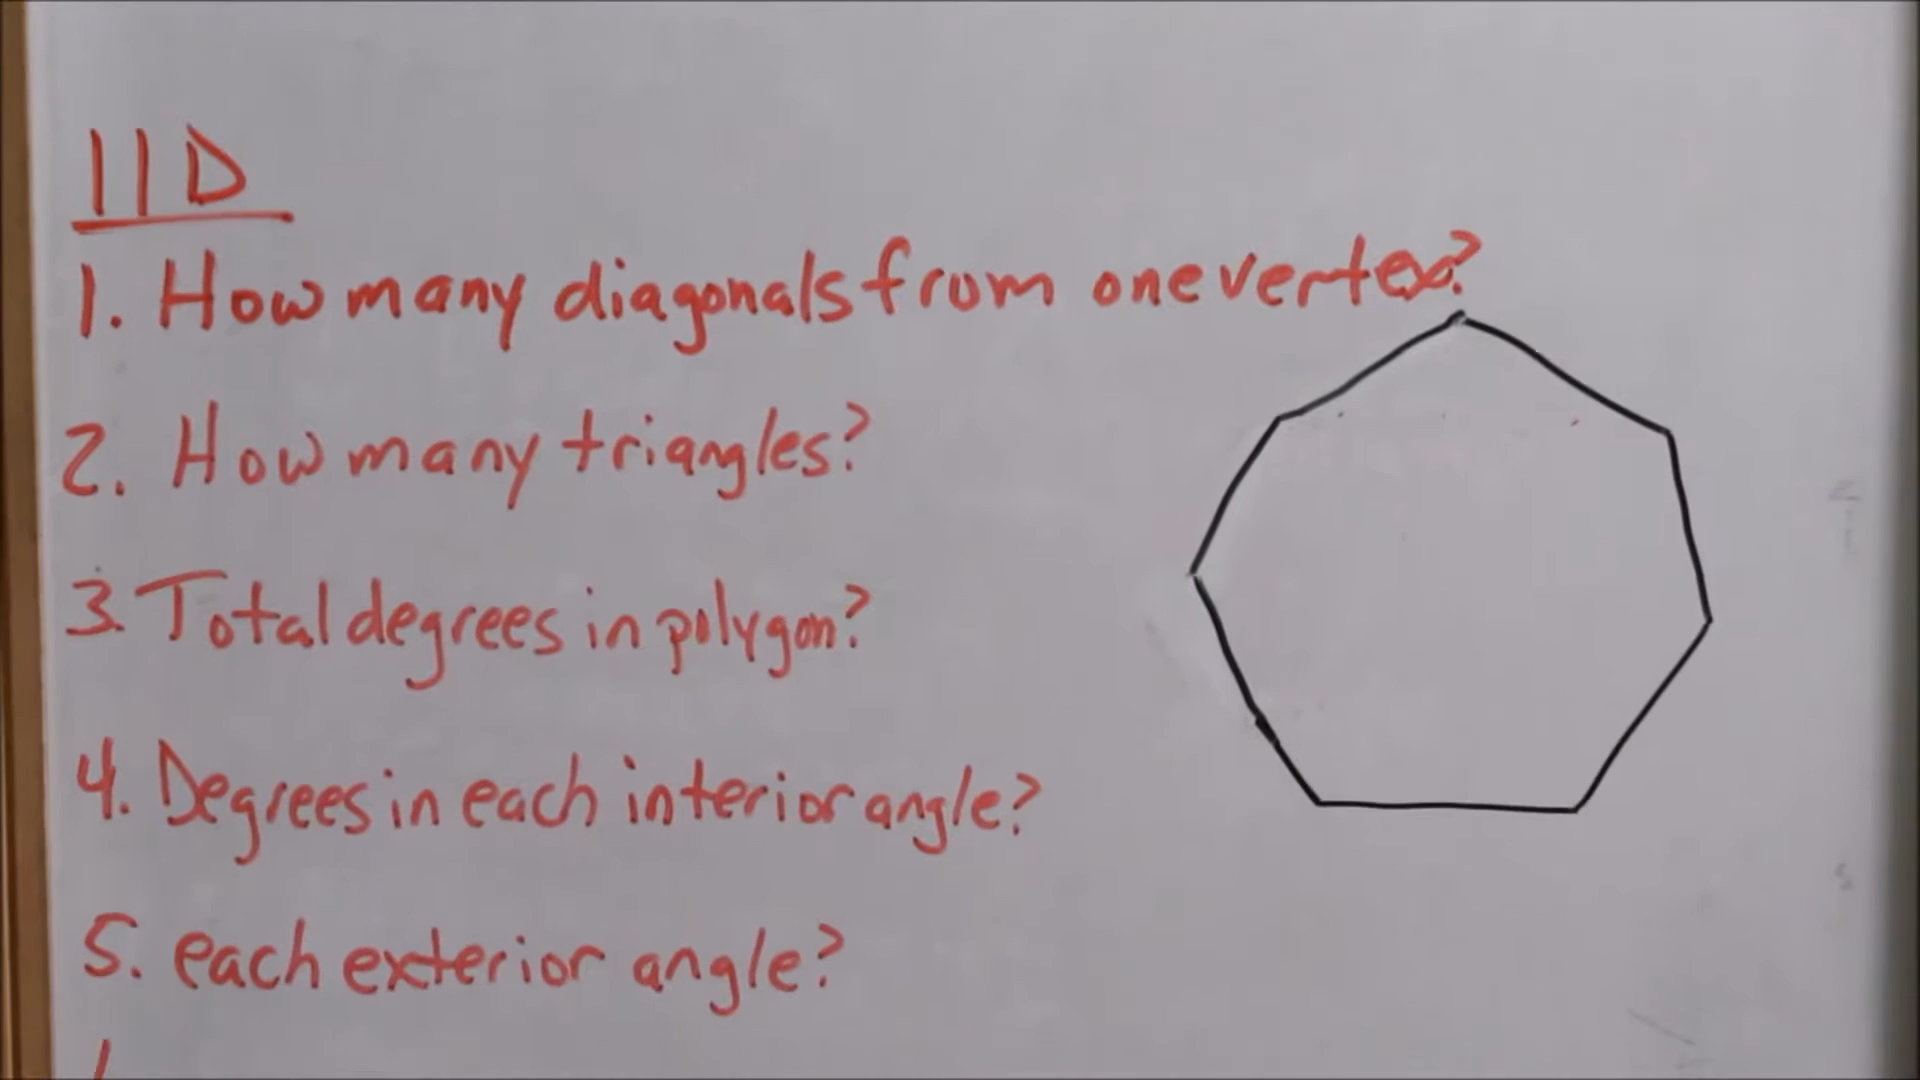 11D
1. How many diagonals from one vertex?
2. How many triangles?
3. Total degrees in polygon?
4. Degrees in each interior angle?
5. each exterior angle?